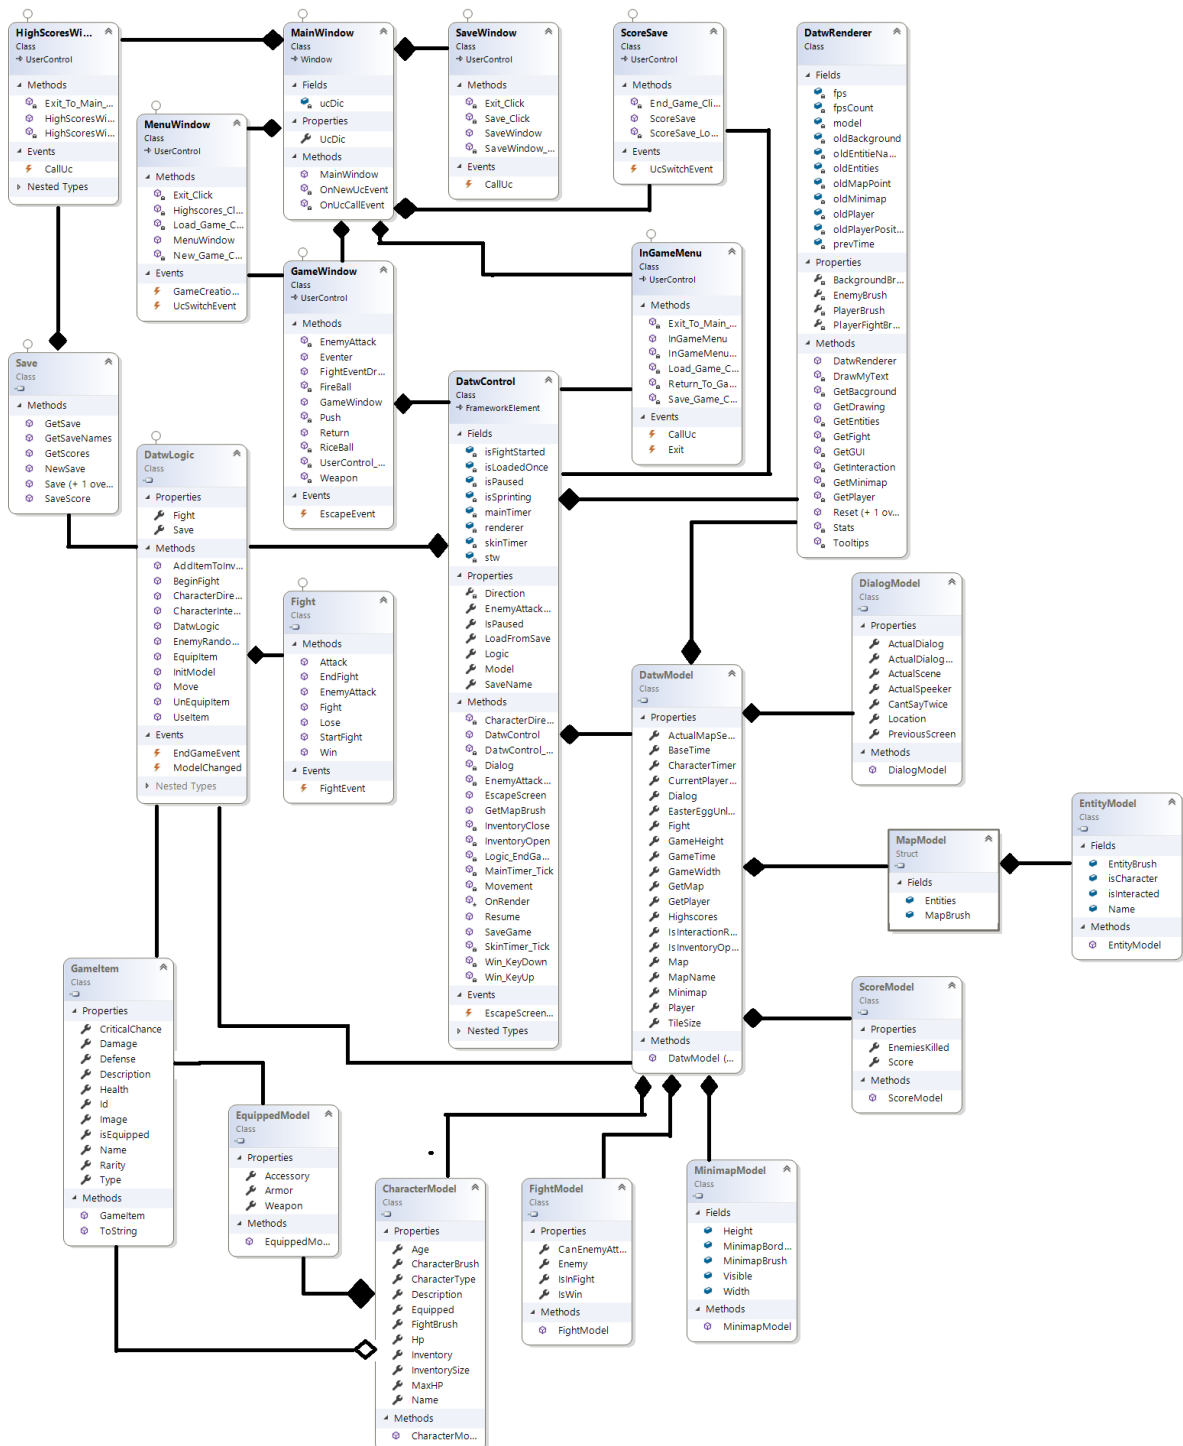 HighScoresWi...
Class
UserControl
Methods
Exit_To_Main_...
HighScoresWi...
HighScoresWi...
Events
CallUc
Nested Types
MainWindow
Class
Window
Fields
ucDic
Properties
UcDic
Methods
MainWindow
OnNewUcEvent
OnUcCallEvent
SaveWindow
Class
UserControl
Methods
Exit_Click
Save_Click
SaveWindow
SaveWindow_...
Events
CallUc
ScoreSave
Class
UserControl
Methods
End_Game_Cli...
ScoreSave
ScoreSave_Lo...
Events
UcSwitchEvent
DatwRenderer
Class
Fields
fps
fpsCount
model
oldBackground
oldEntitieNa...
oldEntities
oldMapPoint
oldMinimap
oldPlayer
oldPlayerPosit...
prevTime
Properties
BackgroundBr...
EnemyBrush
PlayerBrush
PlayerFightBr...
Methods
DatwRenderer
DrawMyText
GetBacground
GetDrawing
GetEntities
GetFight
GetGUI
GetInteraction
GetMinimap
GetPlayer
Reset (+ 1 ov...
Stats
Tooltips
MenuWindow
Class
UserControl
Methods
Exit_Click
Highscores_Cl...
Load_Game_C...
MenuWindow
New_Game_C...
Events
GameCreatio...
UcSwitchEvent
GameWindow
Class
UserControl
Methods
EnemyAttack
Eventer
FightEventDr...
FireBall
GameWindow
Push
Return
RiceBall
UserControl_...
Weapon
Events
EscapeEvent
InGameMenu
Class
UserControl
Methods
Exit_To_Main_...
InGameMenu
InGameMenu...
Load_Game_C...
Return_To_Ga...
Save_Game_C...
Events
CallUc
Exit
Save
Class
Methods
GetSave
GetSaveNames
GetScores
NewSave
Save (+ 1 ove...
SaveScore
DatwLogic
Class
Properties
Fight
Save
Methods
AddItemToInv...
BeginFight
CharacterDire...
CharacterInte...
DatwLogic
EnemyRando...
EquipItem
InitModel
Move
UnEquipItem
UseItem
Events
EndGameEvent
ModelChanged
Nested Types
Fight
Class
Methods
Attack
EndFight
EnemyAttack
Fight
Lose
StartFight
Win
Events
FightEvent
DatwControl
Class
FrameworkElement
Fields
isFightStarted
isLoadedOnce
isPaused
isSprinting
mainTimer
renderer
skinTimer
stw
Properties
Direction
EnemyAttack...
IsPaused
LoadFromSave
Logic
Model
SaveName
Methods
CharacterDire...
DatwControl
DatwControl_...
Dialog
EnemyAttack...
EscapeScreen
GetMapBrush
InventoryClose
InventoryOpen
Logic_EndGa...
MainTimer_Tick
Movement
OnRender
Resume
SaveGame
SkinTimer_Tick
Win_KeyDown
Win_KeyUp
Events
EscapeScreen...
Nested Types
DatwModel
Class
Properties
ActualMapSe...
BaseTime
CharacterTimer
CurrentPlayer...
Dialog
EasterEggUnl...
Fight
GameHeight
GameTime
GameWidth
GetMap
GetPlayer
Highscores
IsInteractionR...
IsInventoryOp...
Map
MapName
Minimap
Player
TileSize
Methods
DatwModel (...
DialogModel
Class
Properties
ActualDialog
ActualDialog...
ActualScene
ActualSpeeker
CantSayTwice
Location
PreviousScreen
Methods
DialogModel
MapModel
Struct
Fields
Entities
MapBrush
EntityModel
Class
Fields
EntityBrush
isCharacter
isInteracted
Name
Methods
EntityModel
ScoreModel
Class
Properties
EnemiesKilled
Score
Methods
ScoreModel
GameItem
Class
Properties
CriticalChance
Damage
Defense
Description
Health
Id
Image
isEquipped
Name
Rarity
Type
Methods
GameItem
ToString
EquippedModel
Class
Properties
Accessory
Armor
Weapon
Methods
EquippedMo...
CharacterModel
Class
Properties
Age
CharacterBrush
CharacterType
Description
Equipped
FightBrush
Hp
Inventory
InventorySize
MaxHP
Name
Methods
CharacterMo...
FightModel
Class
Properties
CanEnemyAtt...
Enemy
IsInFight
IsWin
Methods
FightModel
MinimapModel
Class
Fields
Height
MinimapBord...
MinimapBrush
Visible
Width
Methods
MinimapModel